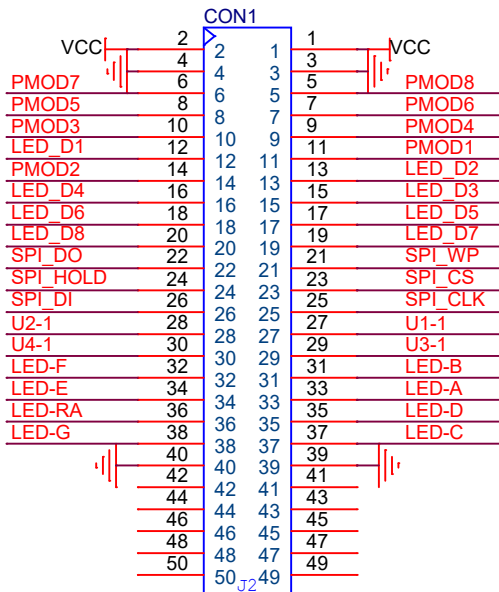 CON1
VCC 2 2 1 1 VCC
4 4 3 3
PMOD7 6 6 5 5 PMOD8
PMOD5 8 8 7 7 PMOD6
PMOD3 10 10 9 9 PMOD4
LED_D1 12 12 11 11 PMOD1
PMOD2 14 14 13 13 LED_D2
LED_D4 16 16 15 15 LED_D3
LED_D6 18 18 17 17 LED_D5
LED_D8 20 20 19 19 LED_D7
SPI_DO 22 22 21 21 SPI_WP
SPI_HOLD 24 24 23 23 SPI_CS
SPI_DI 26 26 25 25 SPI_CLK
U2-1 28 28 27 27 U1-1
U4-1 30 30 29 29 U3-1
LED-F 32 32 31 31 LED-B
LED-E 34 34 33 33 LED-A
LED-RA 36 36 35 35 LED-D
LED-G 38 38 37 37 LED-C
40 40 39 39
42 42 41 41
44 44 43 43
46 46 45 45
48 48 47 47
50 50 49 49
J2